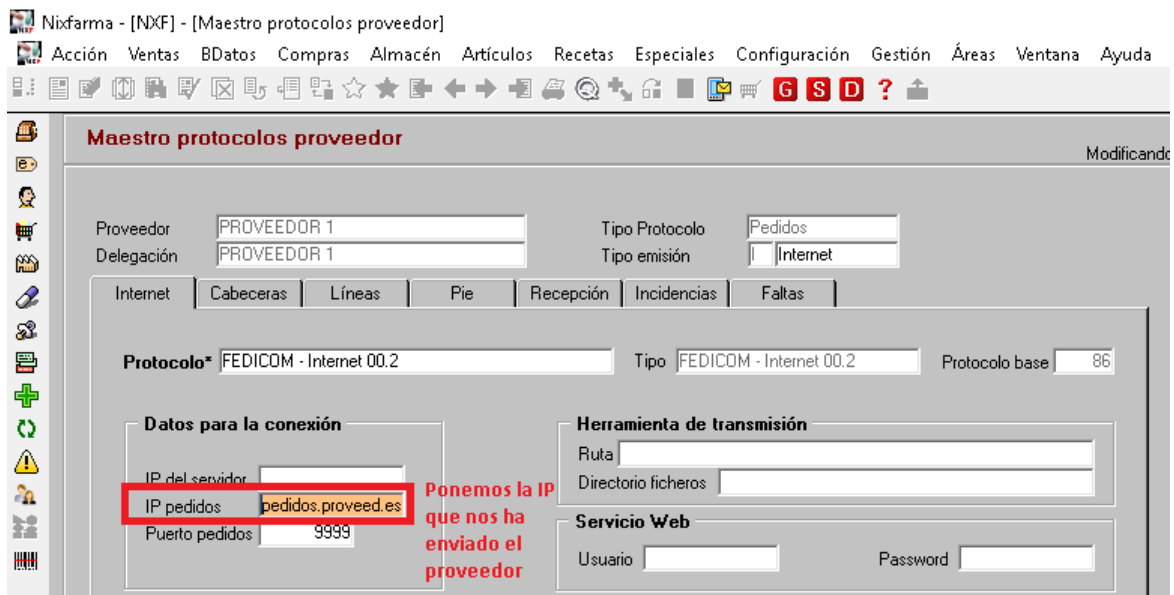 Nixfarma - [NXF] - [Maestro protocolos proveedor]
Acción Ventas BDatos Compras Almacén Artículos Recetas Especiales Configuración Gestión Áreas Ventana Ayuda
G S D ?
Maestro protocolos proveedor
Modificando
Proveedor PROVEEDOR 1 Tipo Protocolo Pedidos
Delegación PROVEEDOR 1 Tipo emisión I Internet
Internet Cabeceras Líneas Pie Recepción Incidencias Faltas
Protocolo* FEDICOM - Internet 00.2 Tipo FEDICOM - Internet 00.2 Protocolo base 86
Datos para la conexión Herramienta de transmisión
Ruta
IP del servidor Directorio ficheros
IP pedidos pedidos.proveed.es Ponemos la IP
que nos ha Servicio Web
Puerto pedidos 9999 enviado el Usuario Password
proveedor